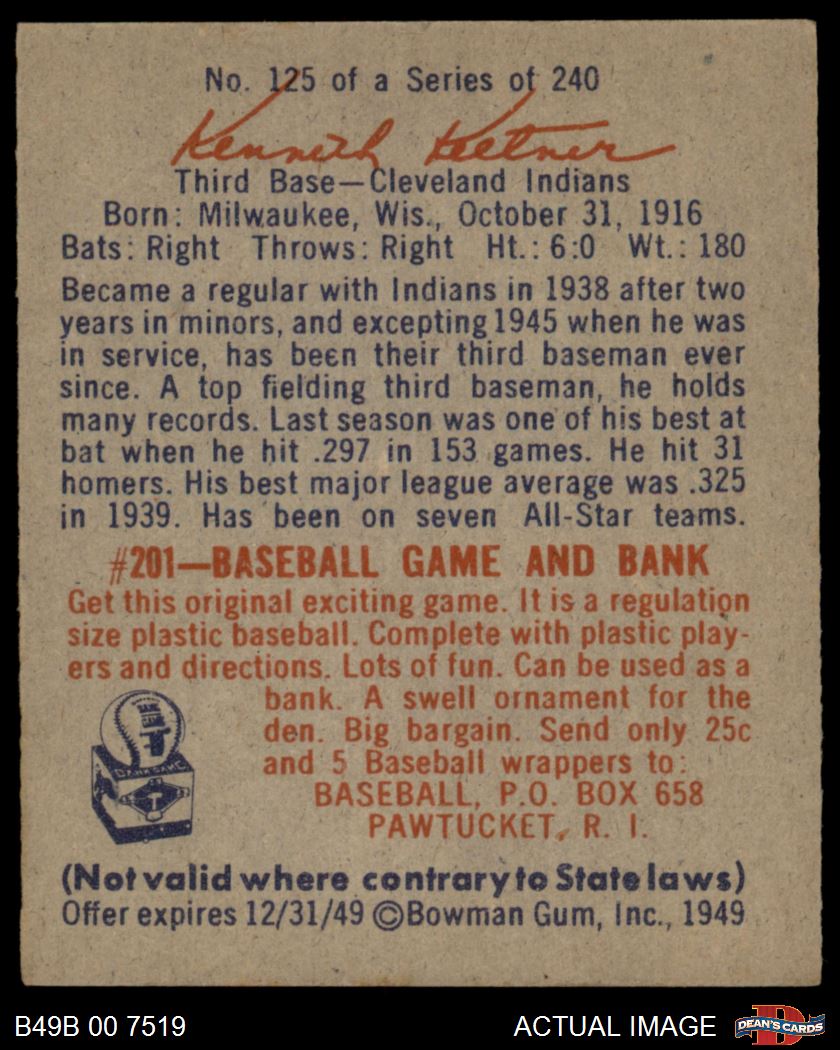 No. 125 of a Series of 240
Kenneth Keltner
Third Base—Cleveland Indians
Born: Milwaukee, Wis., October 31, 1916
Bats: Right Throws: Right Ht.: 6:0 Wt.: 180
Became a regular with Indians in 1938 after two
years in minors, and excepting 1945 when he was
in service, has been their third baseman ever
since. A top fielding third baseman, he holds
many records. Last season was one of his best at
bat when he hit .297 in 153 games. He hit 31
homers. His best major league average was .325
in 1939. Has been on seven All-Star teams.
#201—BASEBALL GAME AND BANK
Get this original exciting game. It is a regulation
size plastic baseball. Complete with plastic play-
ers and directions. Lots of fun. Can be used as a
bank. A swell ornament for the
den. Big bargain. Send only 25c
and 5 Baseball wrappers to:
BASEBALL, P.O. BOX 658
PAWTUCKET, R. I.
BANK GAME
(Not valid where contrary to State laws)
Offer expires 12/31/49 ©Bowman Gum, Inc., 1949
B49B 00 7519
ACTUAL IMAGE
D
DEAN'S CARDS